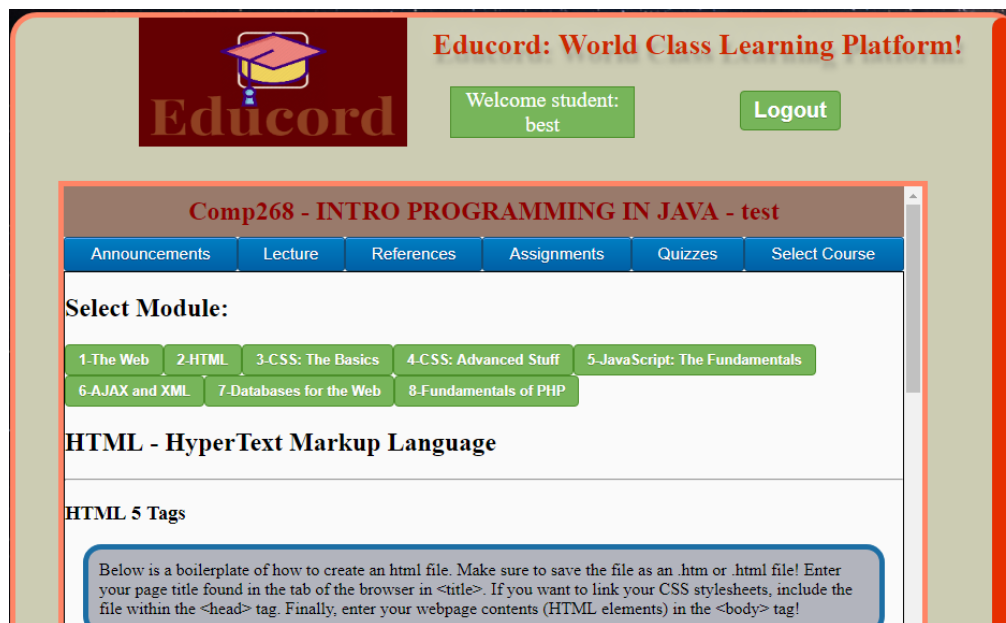 Educord: World Class Learning Platform!
Educord
Welcome student:
best
Logout
Comp268 - INTRO PROGRAMMING IN JAVA - test
Announcements Lecture References Assignments Quizzes Select Course
Select Module:
1-The Web 2-HTML 3-CSS: The Basics 4-CSS: Advanced Stuff 5-JavaScript: The Fundamentals
6-AJAX and XML 7-Databases for the Web 8-Fundamentals of PHP
HTML - HyperText Markup Language
HTML 5 Tags
Below is a boilerplate of how to create an html file. Make sure to save the file as an .htm or .html file! Enter
your page title found in the tab of the browser in <title>. If you want to link your CSS stylesheets, include the
file within the <head> tag. Finally, enter your webpage contents (HTML elements) in the <body> tag!